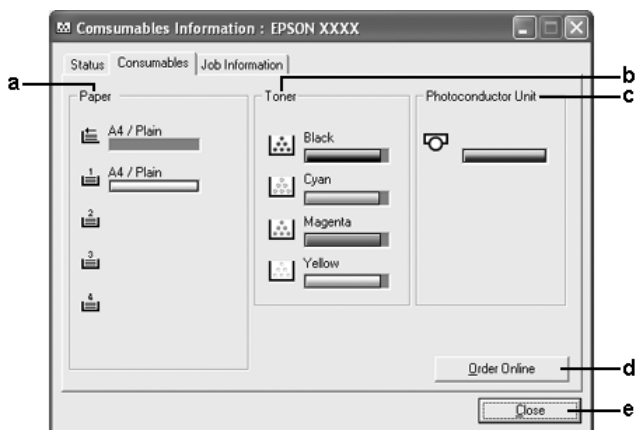 Comsumables Information : EPSON XXXX
Status Consumables Job Information
a b c
Paper Toner Photoconductor Unit
A4 / Plain
1 A4 / Plain
2
3
4
Black
Cyan
Magenta
Yellow
Order Online d
Close e